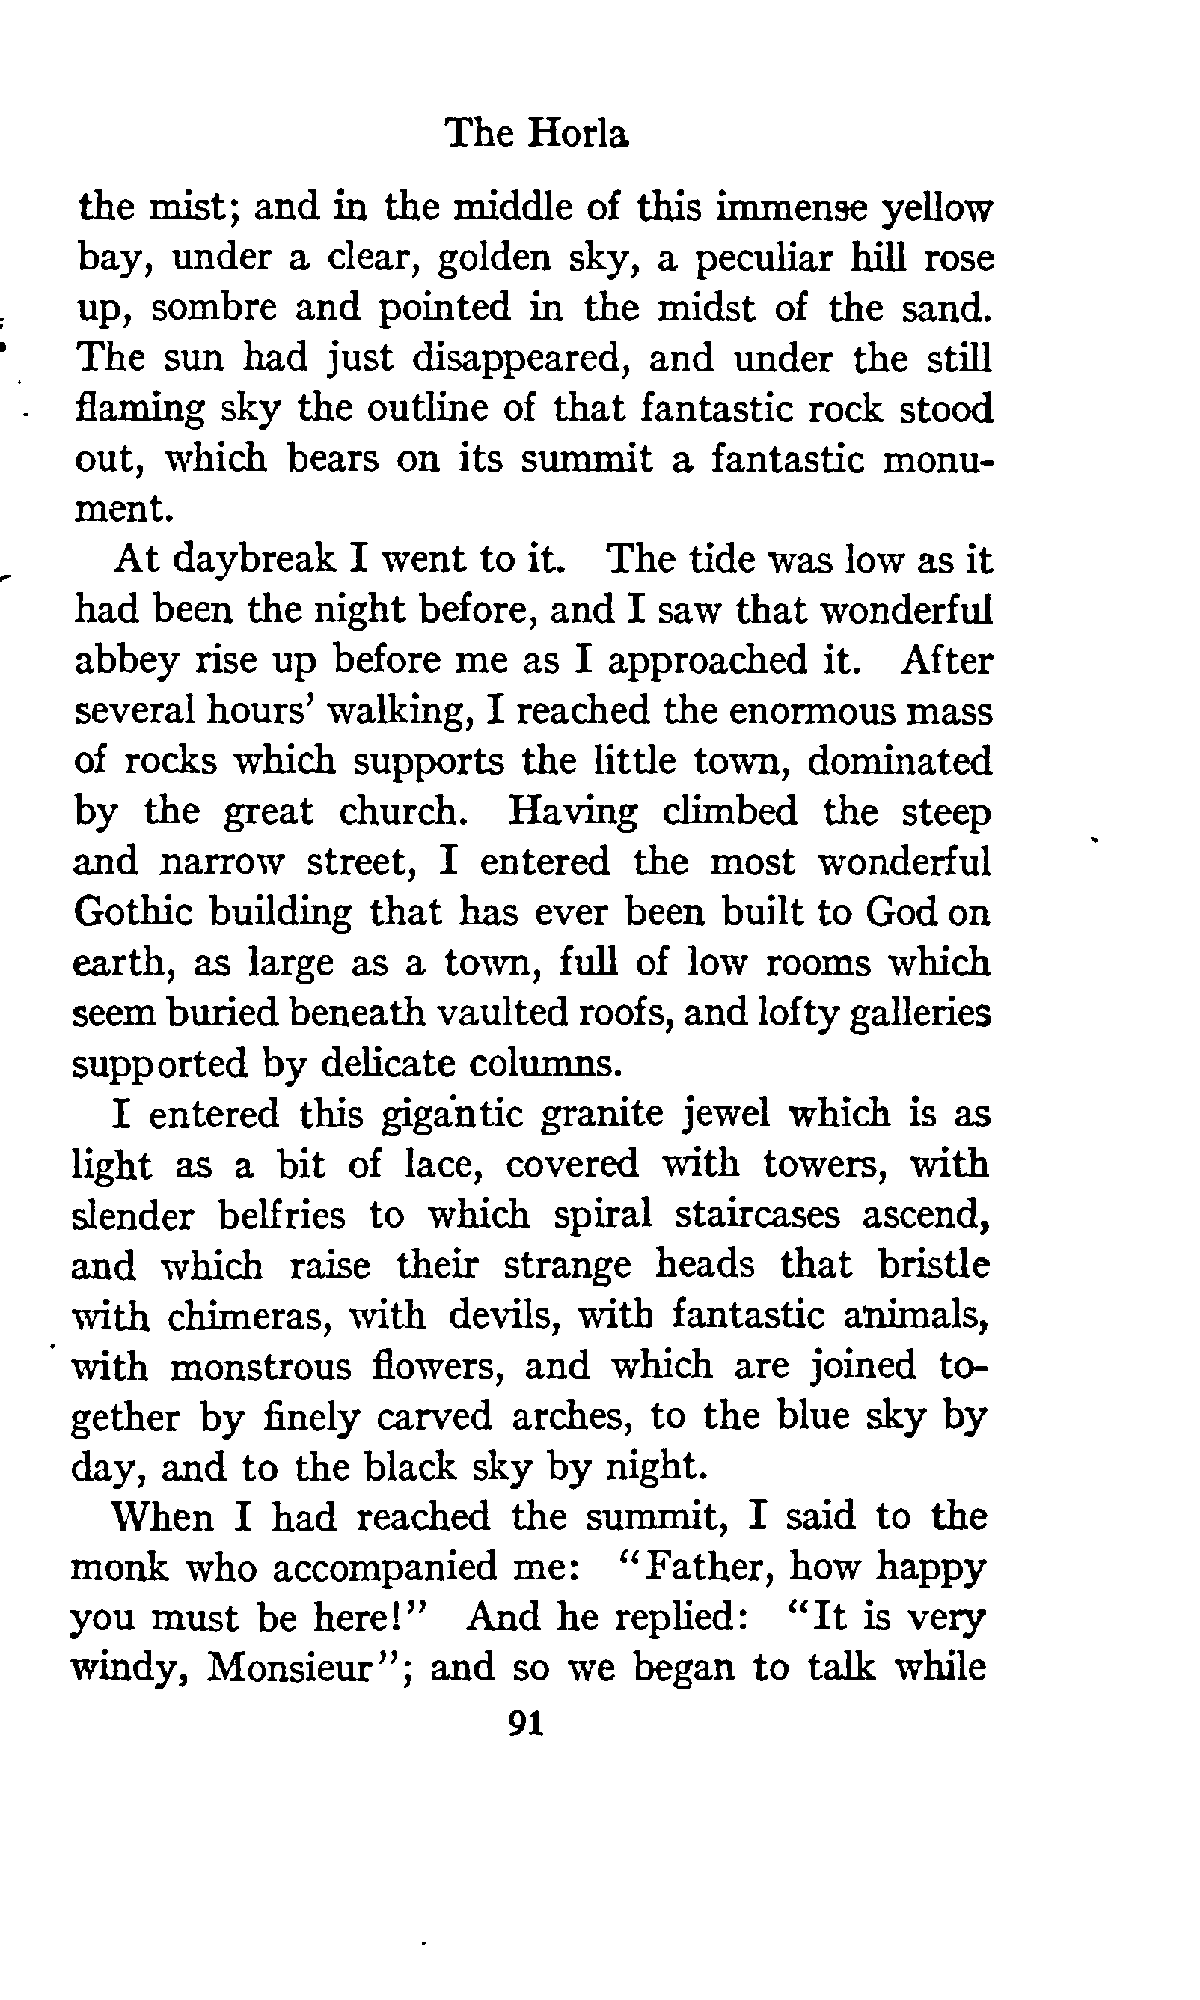 The Horla
the mist; and in the middle of this immense yellow
bay, under a clear, golden sky, a peculiar hill rose
up, sombre and pointed in the midst of the sand.
The sun had just disappeared, and under the still
flaming sky the outline of that fantastic rock stood
out, which bears on its summit a fantastic monu-
ment.
At daybreak I went to it. The tide was low as it
had been the night before, and I saw that wonderful
abbey rise up before me as I approached it. After
several hours' walking, I reached the enormous mass
of rocks which supports the little town, dominated
by the great church. Having climbed the steep
and narrow street, I entered the most wonderful
Gothic building that has ever been built to God on
earth, as large as a town, full of low rooms which
seem buried beneath vaulted roofs, and lofty galleries
supported by delicate columns.
I entered this gigantic granite jewel which is as
light as a bit of lace, covered with towers, with
slender belfries to which spiral staircases ascend,
and which raise their strange heads that bristle
with chimeras, with devils, with fantastic animals,
with monstrous flowers, and which are joined to-
gether by finely carved arches, to the blue sky by
day, and to the black sky by night.
When I had reached the summit, I said to the
monk who accompanied me: "Father, how happy
you must be here!" And he replied: "It is very
windy, Monsieur"; and so we began to talk while
91